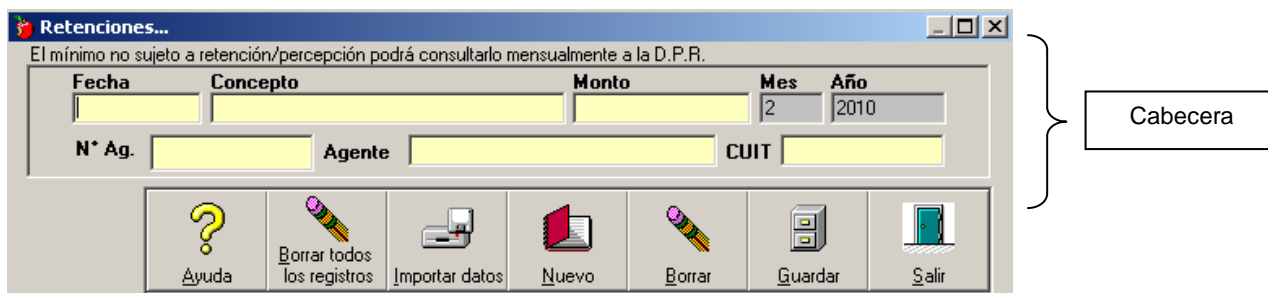 Retenciones...
El mínimo no sujeto a retención/percepción podrá consultarlo mensualmente a la D.P.R.
Fecha Concepto Monto Mes Año
2 2010
Cabecera
N° Ag. Agente CUIT
Ayuda
Borrar todos
los registros
Importar datos
Nuevo
Borrar
Guardar
Salir